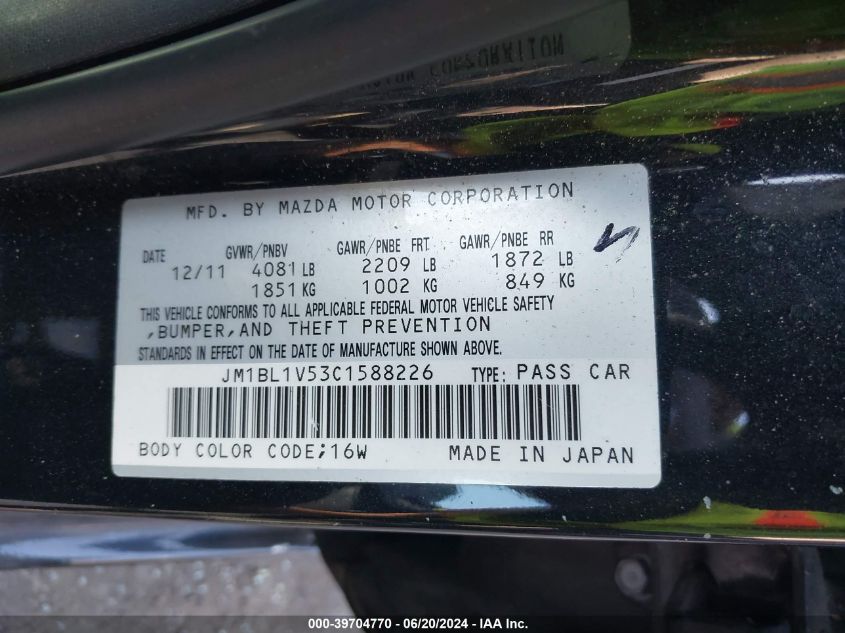 MOTOR CORPORATION
MFD. BY MAZDA MOTOR CORPORATION
DATE GVWR/PNBV GAWR/PNBE FRT GAWR/PNBE RR
12/11 4081 LB 2209 LB 1872 LB
1851 KG 1002 KG 849 KG
THIS VEHICLE CONFORMS TO ALL APPLICABLE FEDERAL MOTOR VEHICLE SAFETY
,BUMPER,AND THEFT PREVENTION
STANDARDS IN EFFECT ON THE DATE OF MANUFACTURE SHOWN ABOVE.
JM1BL1V53C1588226 TYPE: PASS CAR
BODY COLOR CODE;16W MADE IN JAPAN
000-39704770 - 06/20/2024 - IAA Inc.